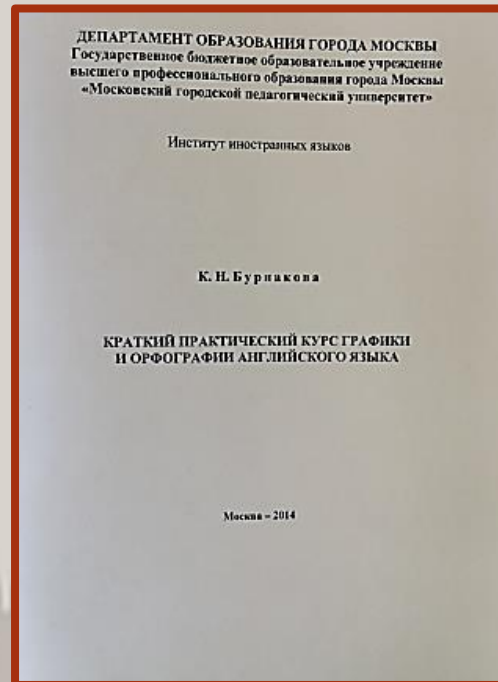 ДЕПАРТАМЕНТ ОБРАЗОВАНИЯ ГОРОДА МОСКВЫ
Государственное бюджетное образовательное учреждение
высшего профессионального образования города Москвы
«Московский городской педагогический университет»
Институт иностранных языков
К. Н. Бурнакова
КРАТКИЙ ПРАКТИЧЕСКИЙ КУРС ГРАФИКИ
И ОРФОГРАФИИ АНГЛИЙСКОГО ЯЗЫКА
Москва – 2014